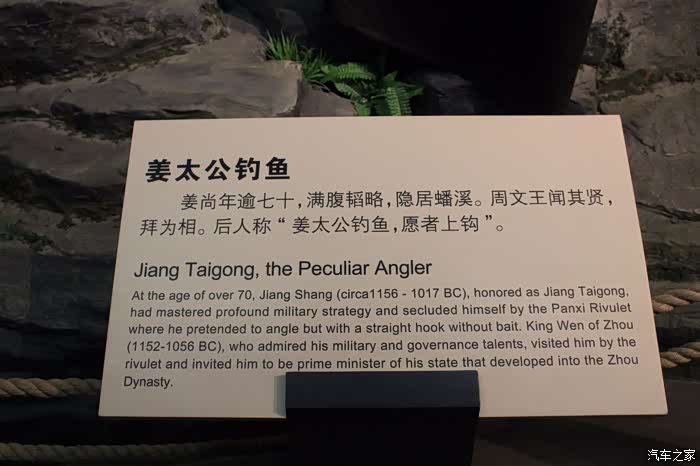 姜太公钓鱼
姜尚年逾七十，满腹韬略，隐居蟠溪。周文王闻其贤，
拜为相。后人称“姜太公钓鱼，愿者上钩”。
Jiang Taigong, the Peculiar Angler
At the age of over 70, Jiang Shang (circa1156 - 1017 BC), honored as Jiang Taigong,
had mastered profound military strategy and secluded himself by the Panxi Rivulet
where he pretended to angle but with a straight hook without bait. King Wen of Zhou
(1152-1056 BC), who admired his military and governance talents, visited him by the
rivulet and invited him to be prime minister of his state that developed into the Zhou
Dynasty.
汽车之家